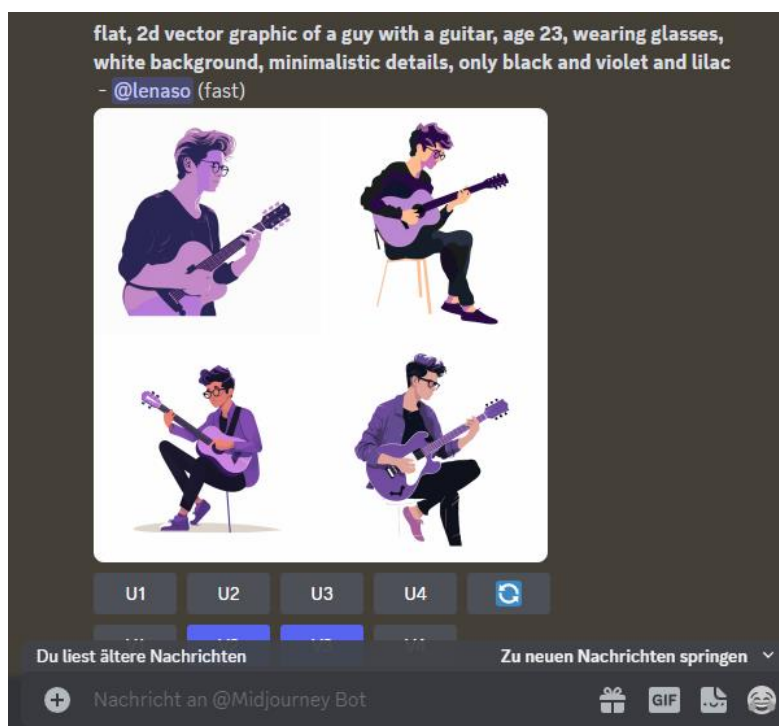 flat, 2d vector graphic of a guy with a guitar, age 23, wearing glasses,
white background, minimalistic details, only black and violet and lilac
- @lenaso (fast)
U1 U2 U3 U4
Du liest ältere Nachrichten Zu neuen Nachrichten springen
Nachricht an @Midjourney Bot GIF